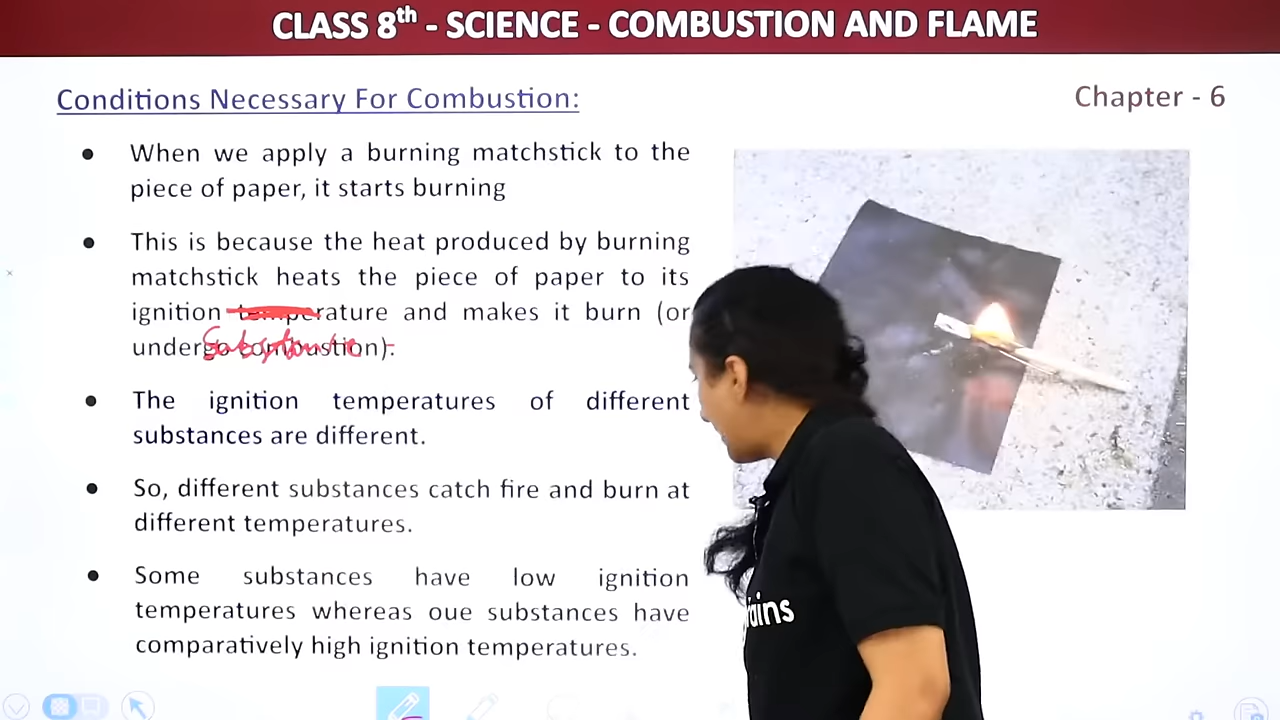 CLASS 8th - SCIENCE - COMBUSTION AND FLAME
Conditions Necessary For Combustion:
Chapter - 6
● When we apply a burning matchstick to the
piece of paper, it starts burning
● This is because the heat produced by burning
matchstick heats the piece of paper to its
ignition temperature and makes it burn (or
undergo combustion).
Substance
● The ignition temperatures of different
substances are different.
● So, different substances catch fire and burn at
different temperatures.
● Some substances have low ignition
temperatures whereas oue substances have
comparatively high ignition temperatures.